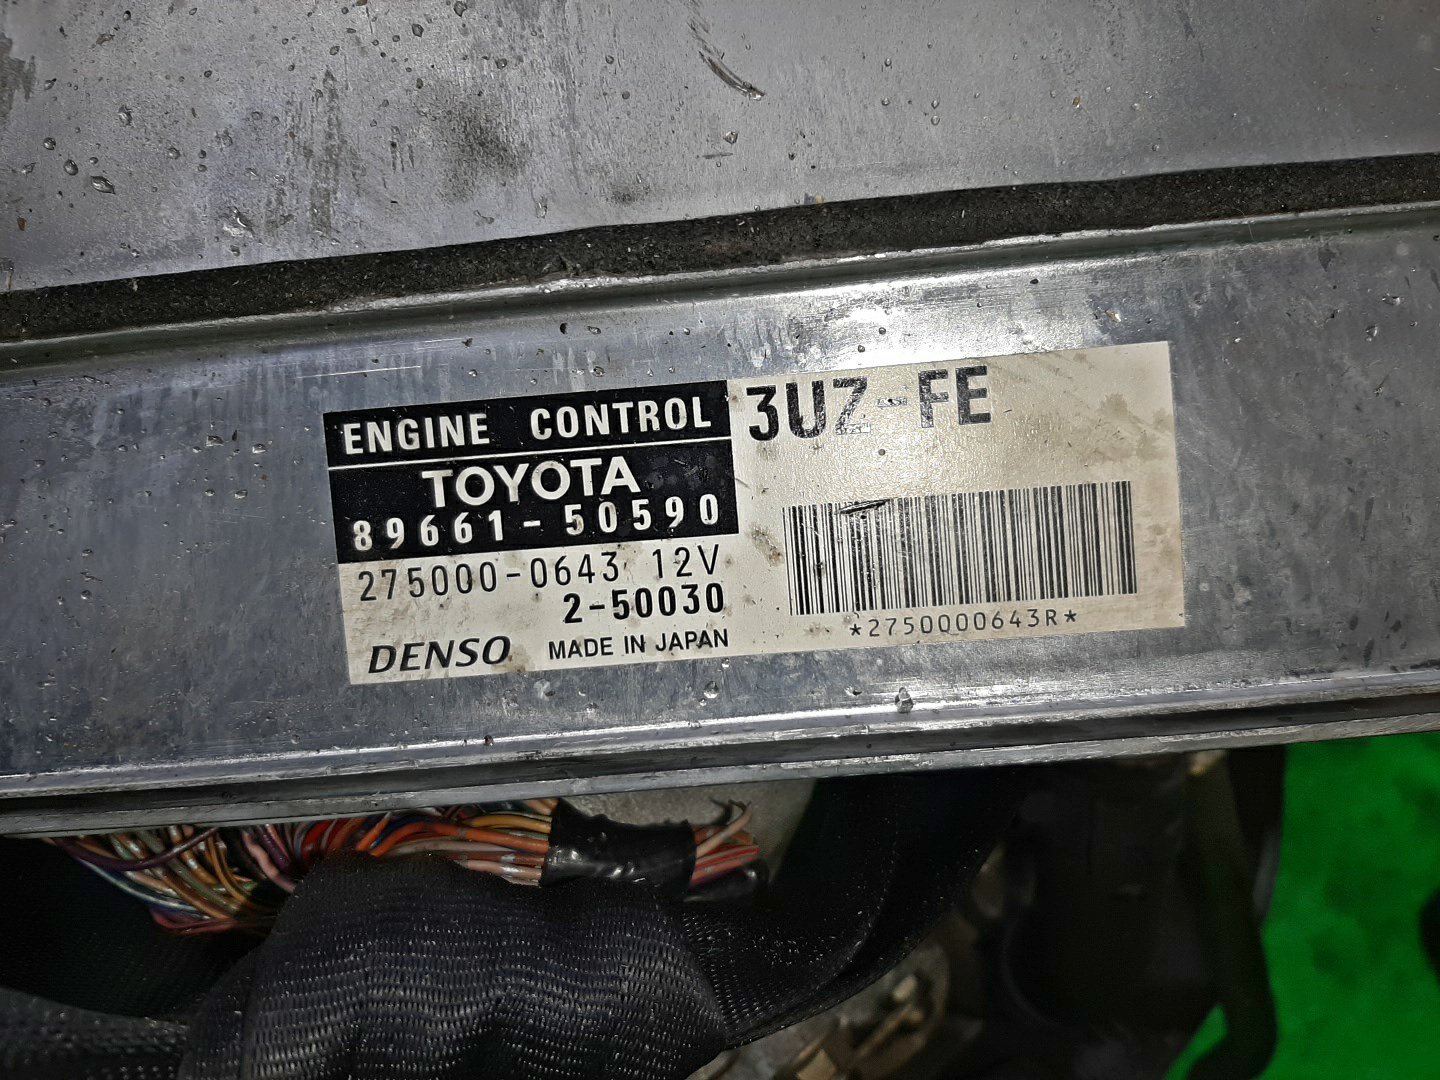 ENGINE CONTROL
3UZ-FE
TOYOTA
89661-50590
275000-0643 12V
2-50030
DENSO MADE IN JAPAN
*2750000643R*